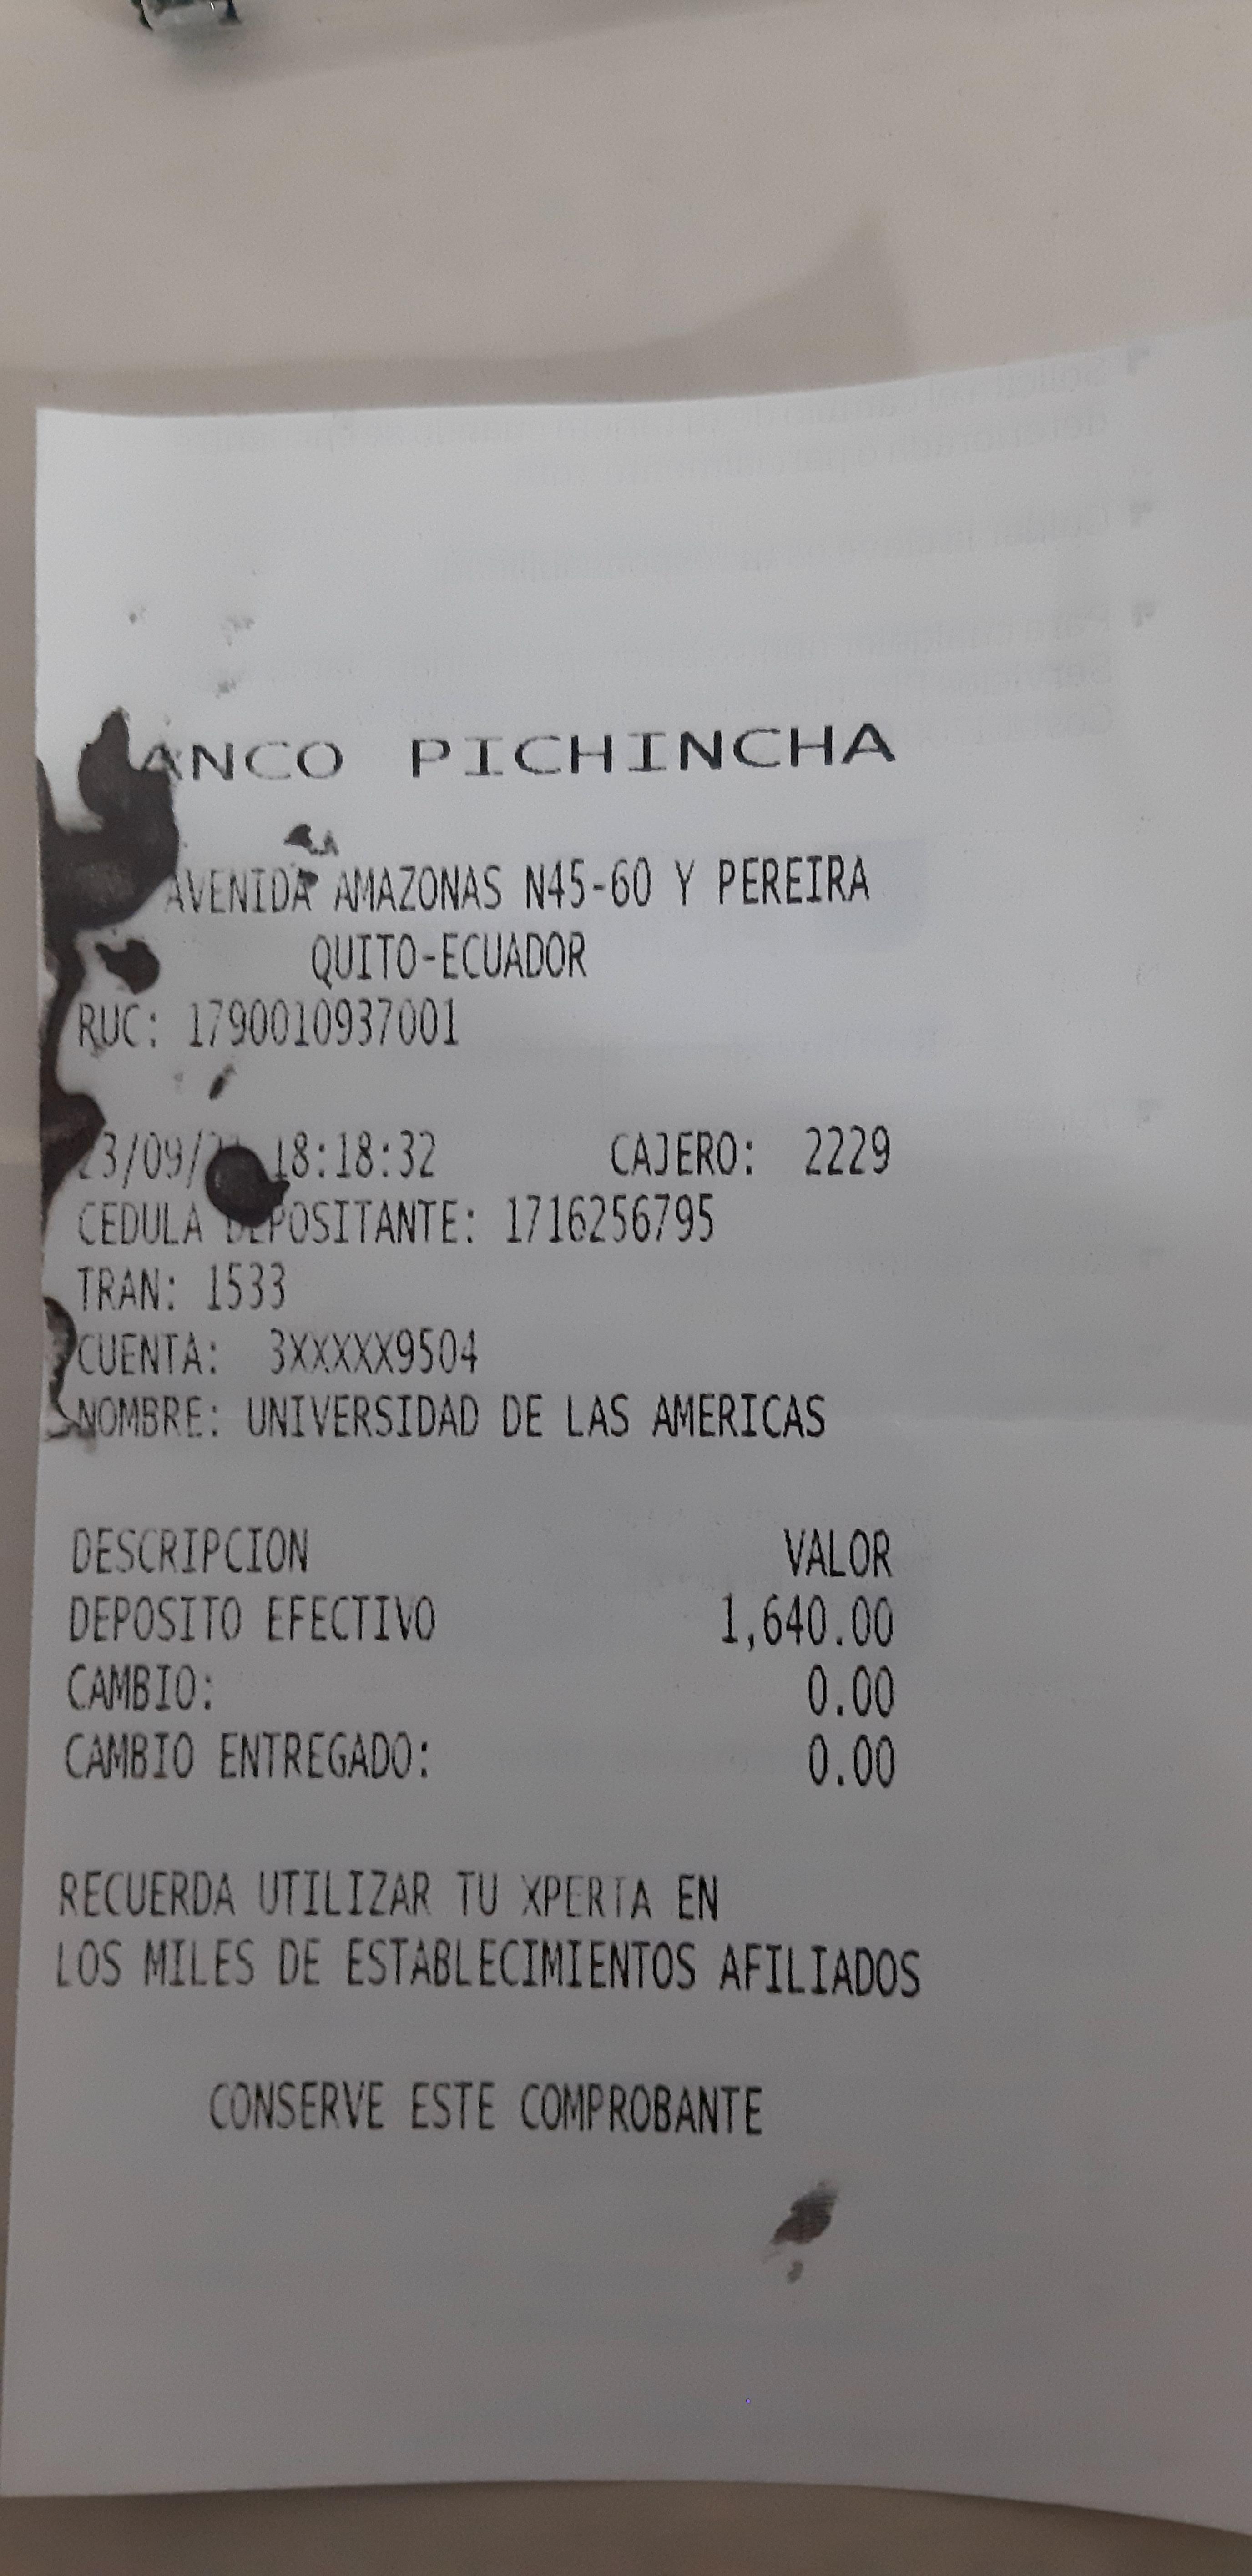 ANCO PICHINCHA
AVENIDA AMAZONAS N45-60 Y PEREIRA
QUITO-ECUADOR
RUC: 1790010937001
18:18:32 CAJERO: 2229
CEDULA DEPOSITANTE: 1716256795
TRAN: 1533
CUENTA: 3XXXXX9504
NOMBRE: UNIVERSIDAD DE LAS AMERICAS
DESCRIPCION VALOR
DEPOSITO EFECTIVO 1,640.00
CAMBIO: 0.00
CAMBIO ENTREGADO: 0.00
RECUERDA UTILIZAR TU XPERTA EN
LOS MILES DE ESTABLECIMIENTOS AFILIADOS
CONSERVE ESTE COMPROBANTE